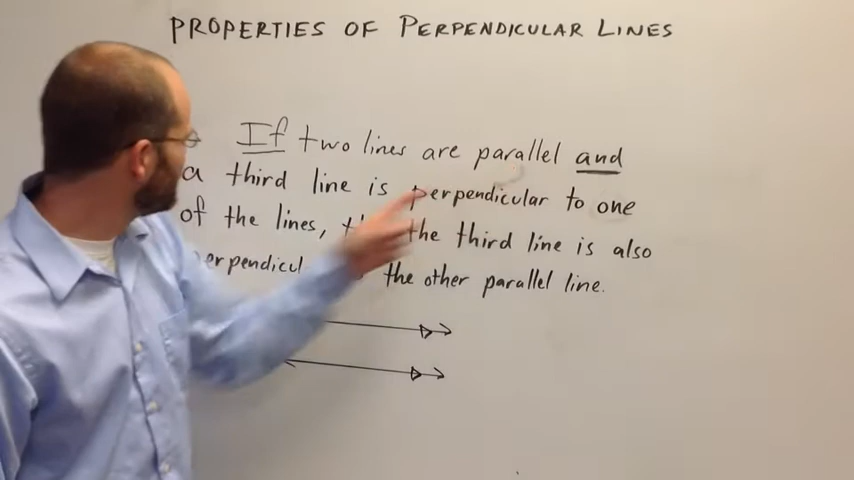 PROPERTIES OF PERPENDICULAR LINES
If two lines are parallel and
a third line is perpendicular to one
of the lines, the third line is also
the other parallel line.